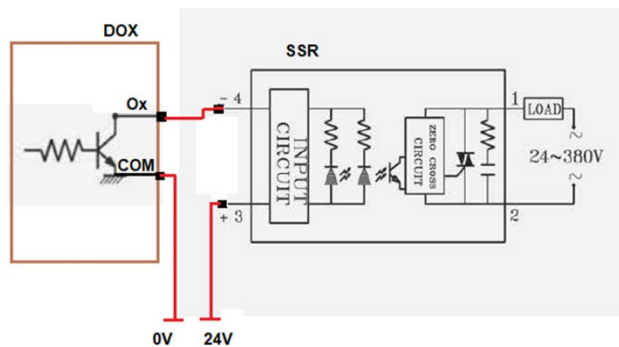 DOX
SSR
Ox
COM
- 4
+ 3
INPUT
CIRCUIT
ZERO CROSS
CIRCUIT
1
LOAD
24~380V
2
0V
24V